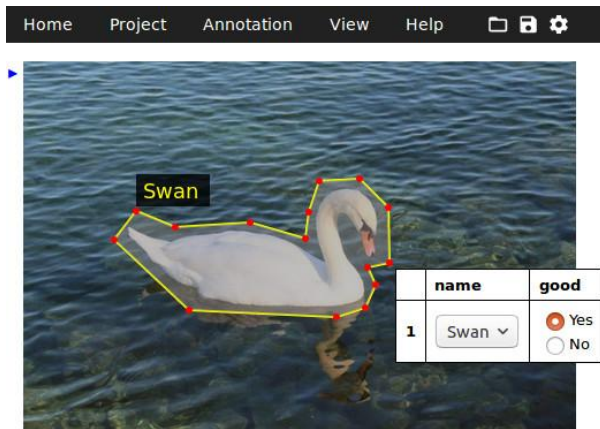 Home Project Annotation View Help
Swan
name good
1 Swan Yes
No